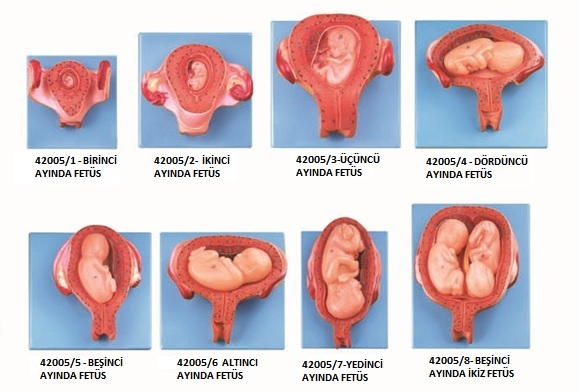 42005/1 - BİRİNCİ
AYINDA FETÜS
42005/2- İKİNCİ
AYINDA FETÜS
42005/3-ÜÇÜNCÜ
AYINDA FETÜS
42005/4 - DÖRDÜNCÜ
AYINDA FETÜS
42005/5 - BEŞİNCİ
AYINDA FETÜS
42005/6 ALTINCI
AYINDA FETÜS
42005/7-YEDİNCİ
AYINDA FETÜS
42005/8- BEŞİNCİ
AYINDA İKİZ FETÜS